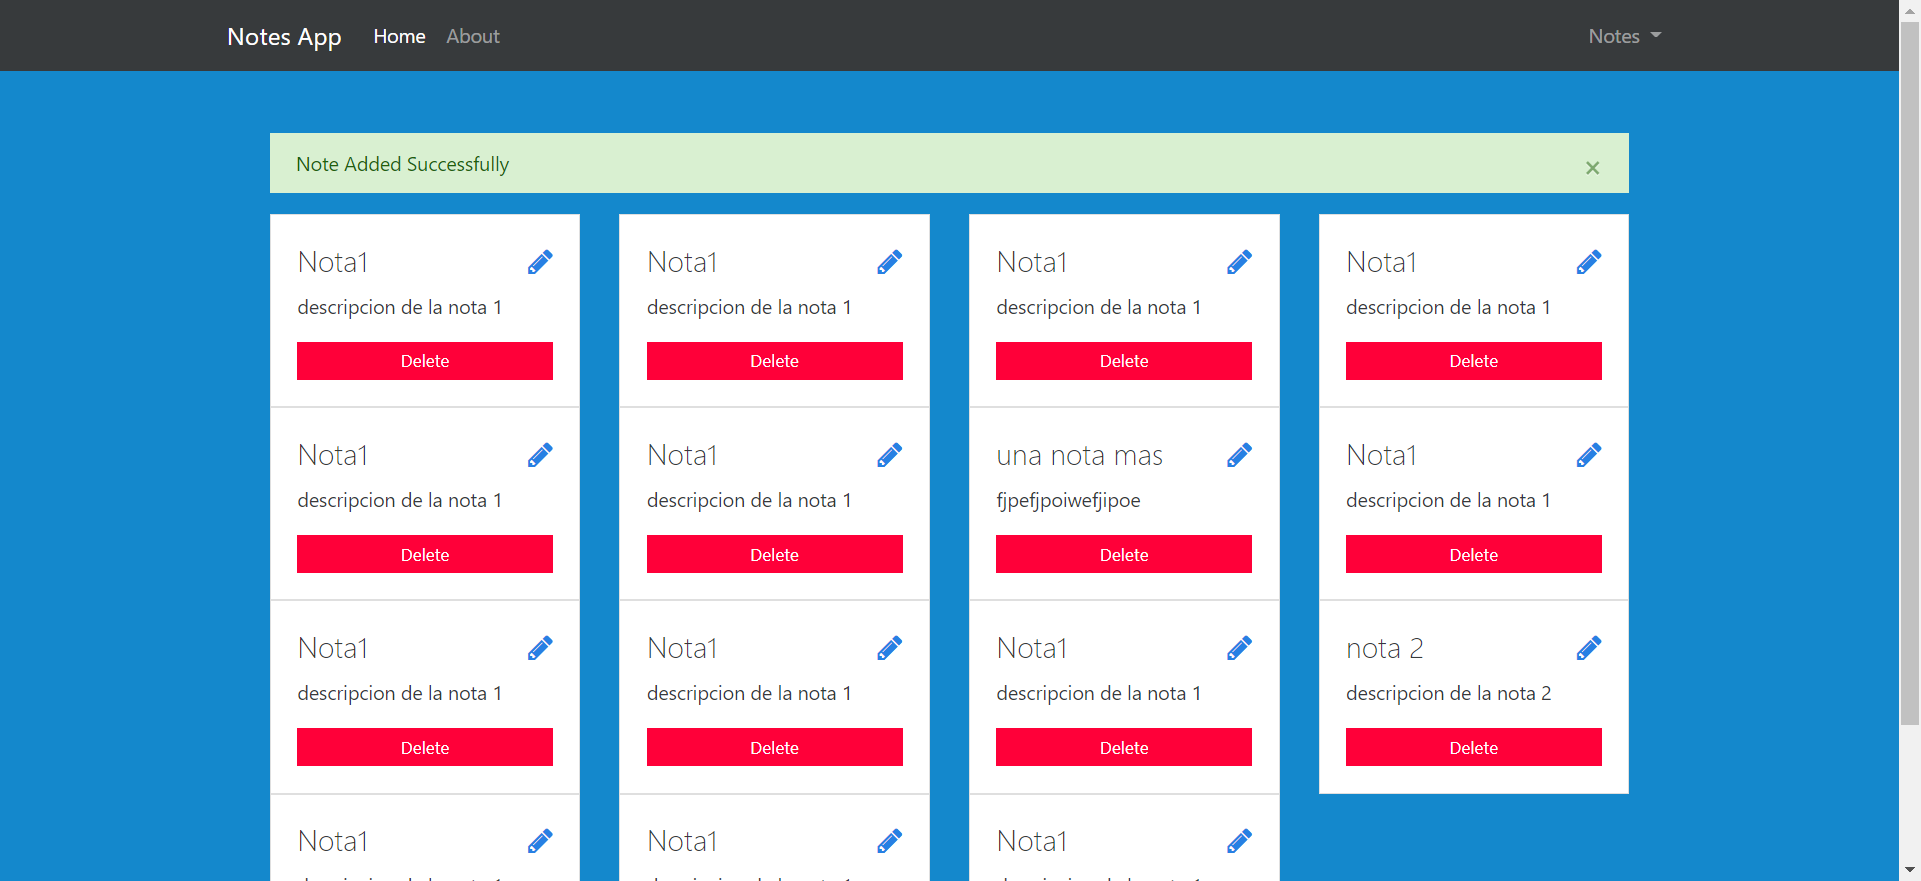 Notes App Home About Notes
Note Added Successfully ×
Nota1 Nota1 Nota1 Nota1
descripcion de la nota 1 descripcion de la nota 1 descripcion de la nota 1 descripcion de la nota 1
Delete Delete Delete Delete
Nota1 Nota1 una nota mas Nota1
descripcion de la nota 1 descripcion de la nota 1 fjpefjpoiwefjipoe descripcion de la nota 1
Delete Delete Delete Delete
Nota1 Nota1 Nota1 nota 2
descripcion de la nota 1 descripcion de la nota 1 descripcion de la nota 1 descripcion de la nota 2
Delete Delete Delete Delete
Nota1 Nota1 Nota1